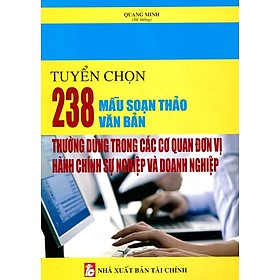 QUANG MINH
(Hệ thống)
TUYỂN CHỌN
238 MẪU SOẠN THẢO
VĂN BẢN
THƯỜNG DÙNG TRONG CÁC CƠ QUAN ĐƠN VỊ
HÀNH CHÍNH SỰ NGHIỆP VÀ DOANH NGHIỆP
NHÀ XUẤT BẢN TÀI CHÍNH